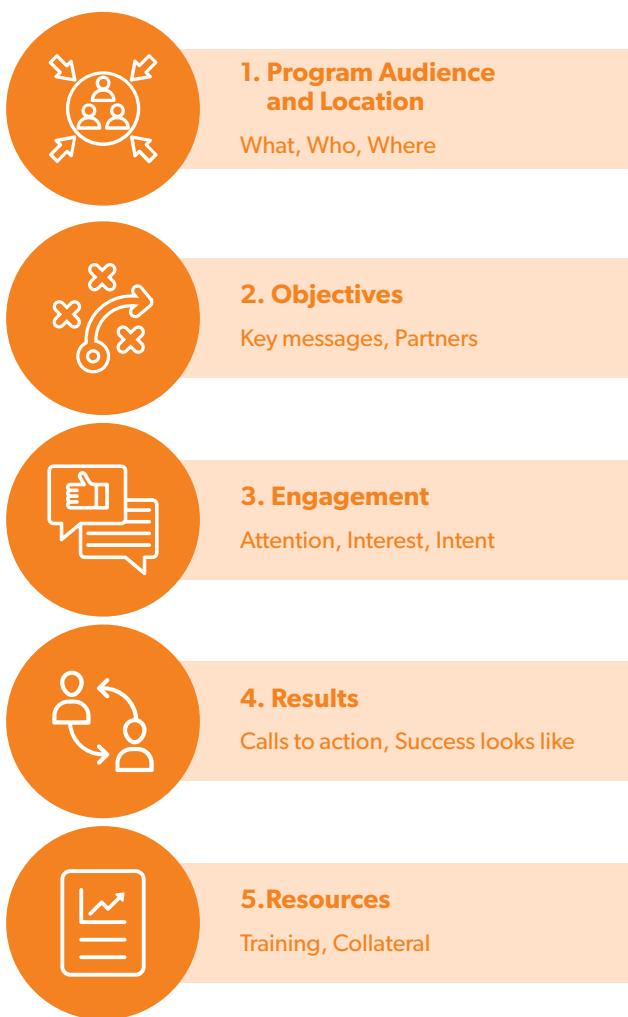 1. Program Audience
and Location
What, Who, Where
2. Objectives
Key messages, Partners
3. Engagement
Attention, Interest, Intent
4. Results
Calls to action, Success looks like
5.Resources
Training, Collateral